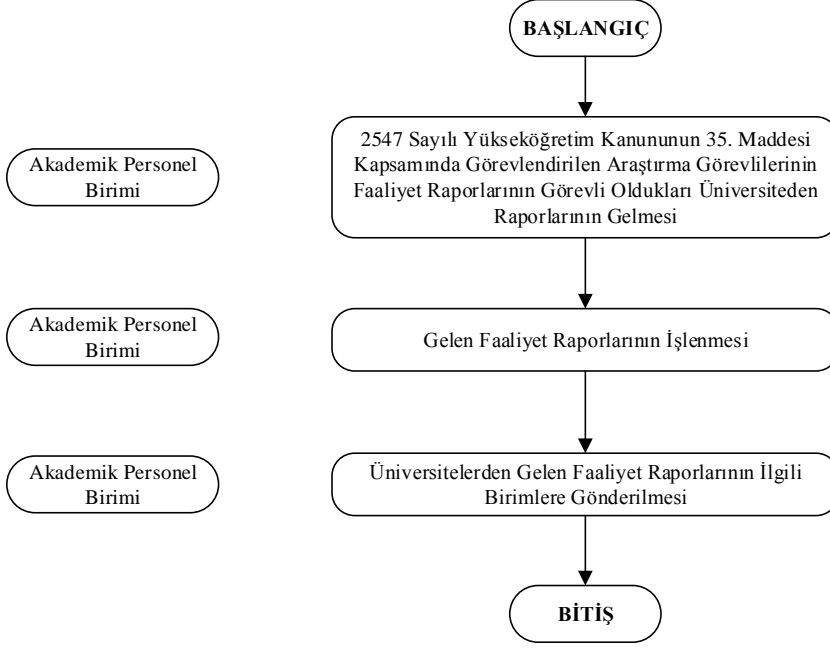 BAŞLANGIÇ
Akademik Personel
Birimi
2547 Sayılı Yükseköğretim Kanununun 35. Maddesi
Kapsamında Görevlendirilen Araştırma Görevlilerinin
Faaliyet Raporlarının Görevli Oldukları Üniversiteden
Raporlarının Gelmesi
Akademik Personel
Birimi
Gelen Faaliyet Raporlarının İşlenmesi
Akademik Personel
Birimi
Üniversitelerden Gelen Faaliyet Raporlarının İlgili
Birimlere Gönderilmesi
BİTİŞ